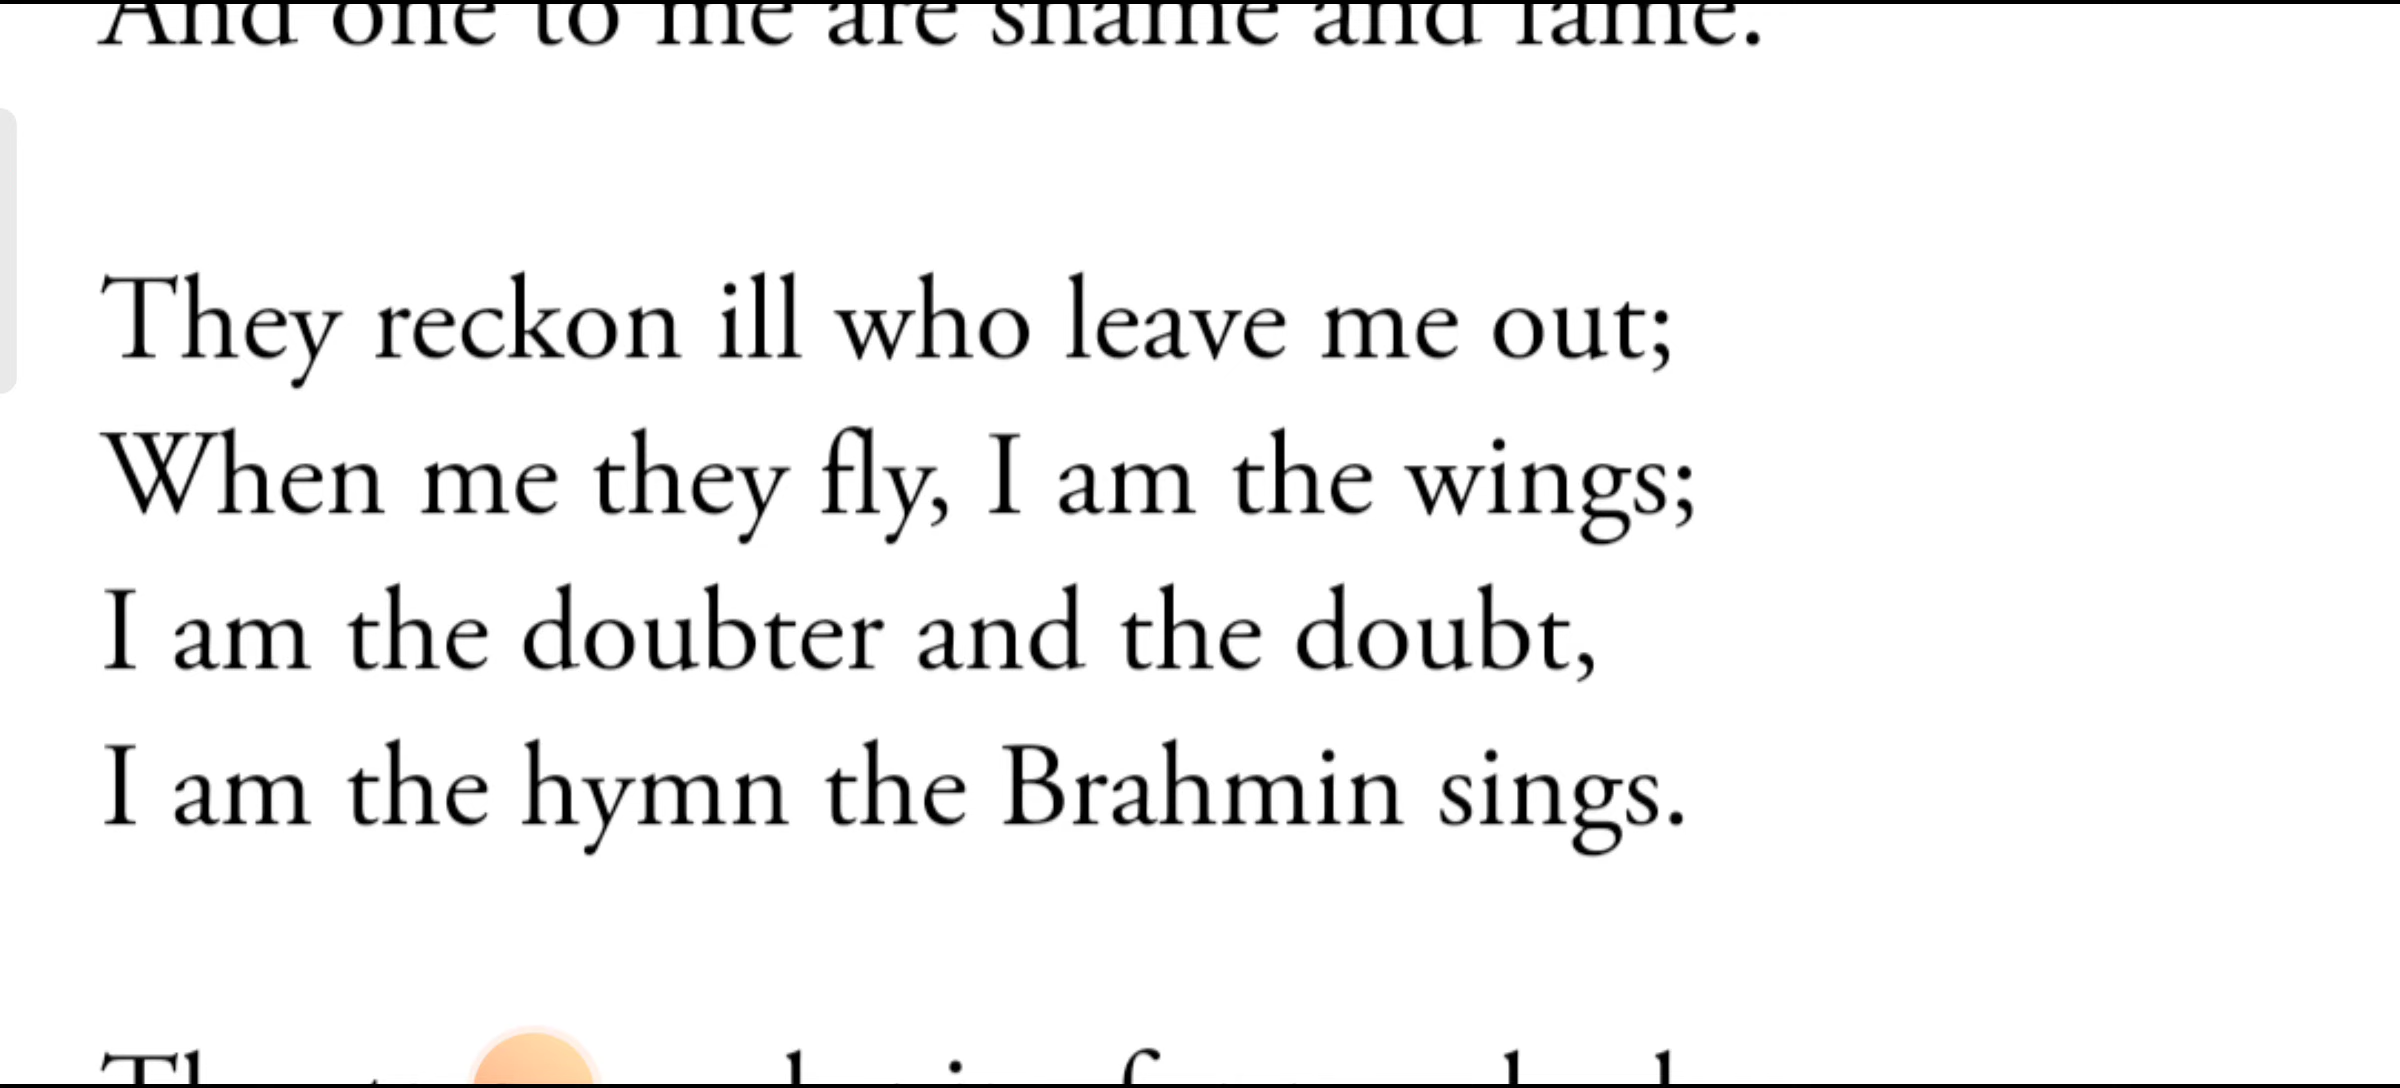 And one to me are shame and fame.
They reckon ill who leave me out;
When me they fly, I am the wings;
I am the doubter and the doubt,
I am the hymn the Brahmin sings.